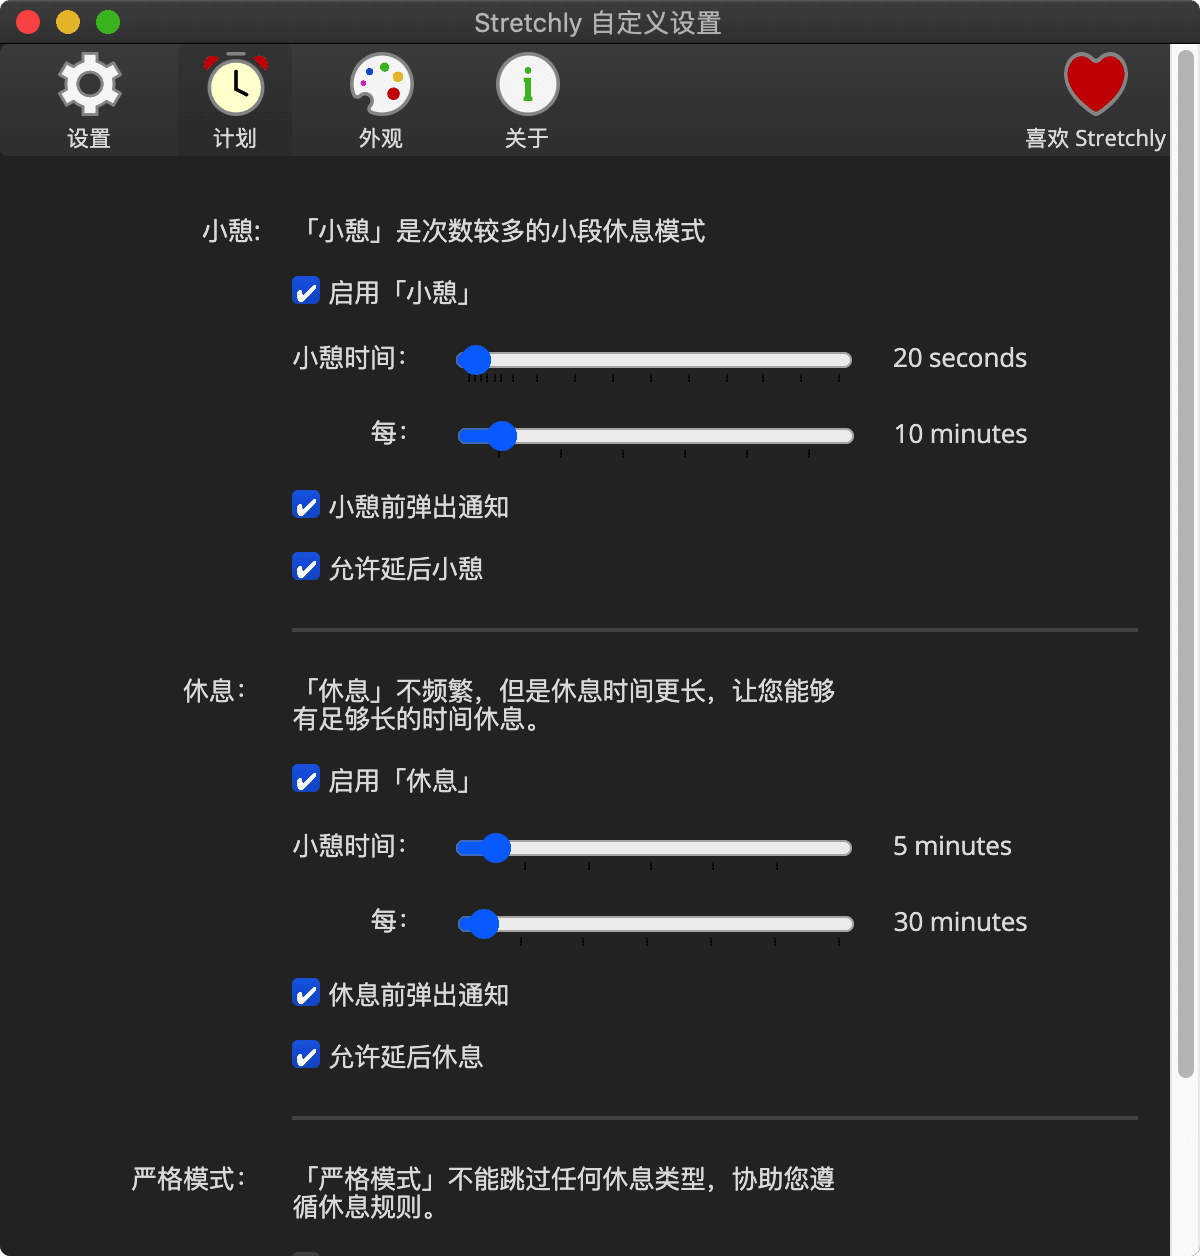 Stretchly 自定义设置
设置
计划
外观
关于
喜欢 Stretchly
小憩:
「小憩」是次数较多的小段休息模式
启用「小憩」
小憩时间：
20 seconds
每：
10 minutes
小憩前弹出通知
允许延后小憩
休息：
「休息」不频繁，但是休息时间更长，让您能够
有足够长的时间休息。
启用「休息」
小憩时间：
5 minutes
每：
30 minutes
休息前弹出通知
允许延后休息
严格模式：
「严格模式」不能跳过任何休息类型，协助您遵
循休息规则。